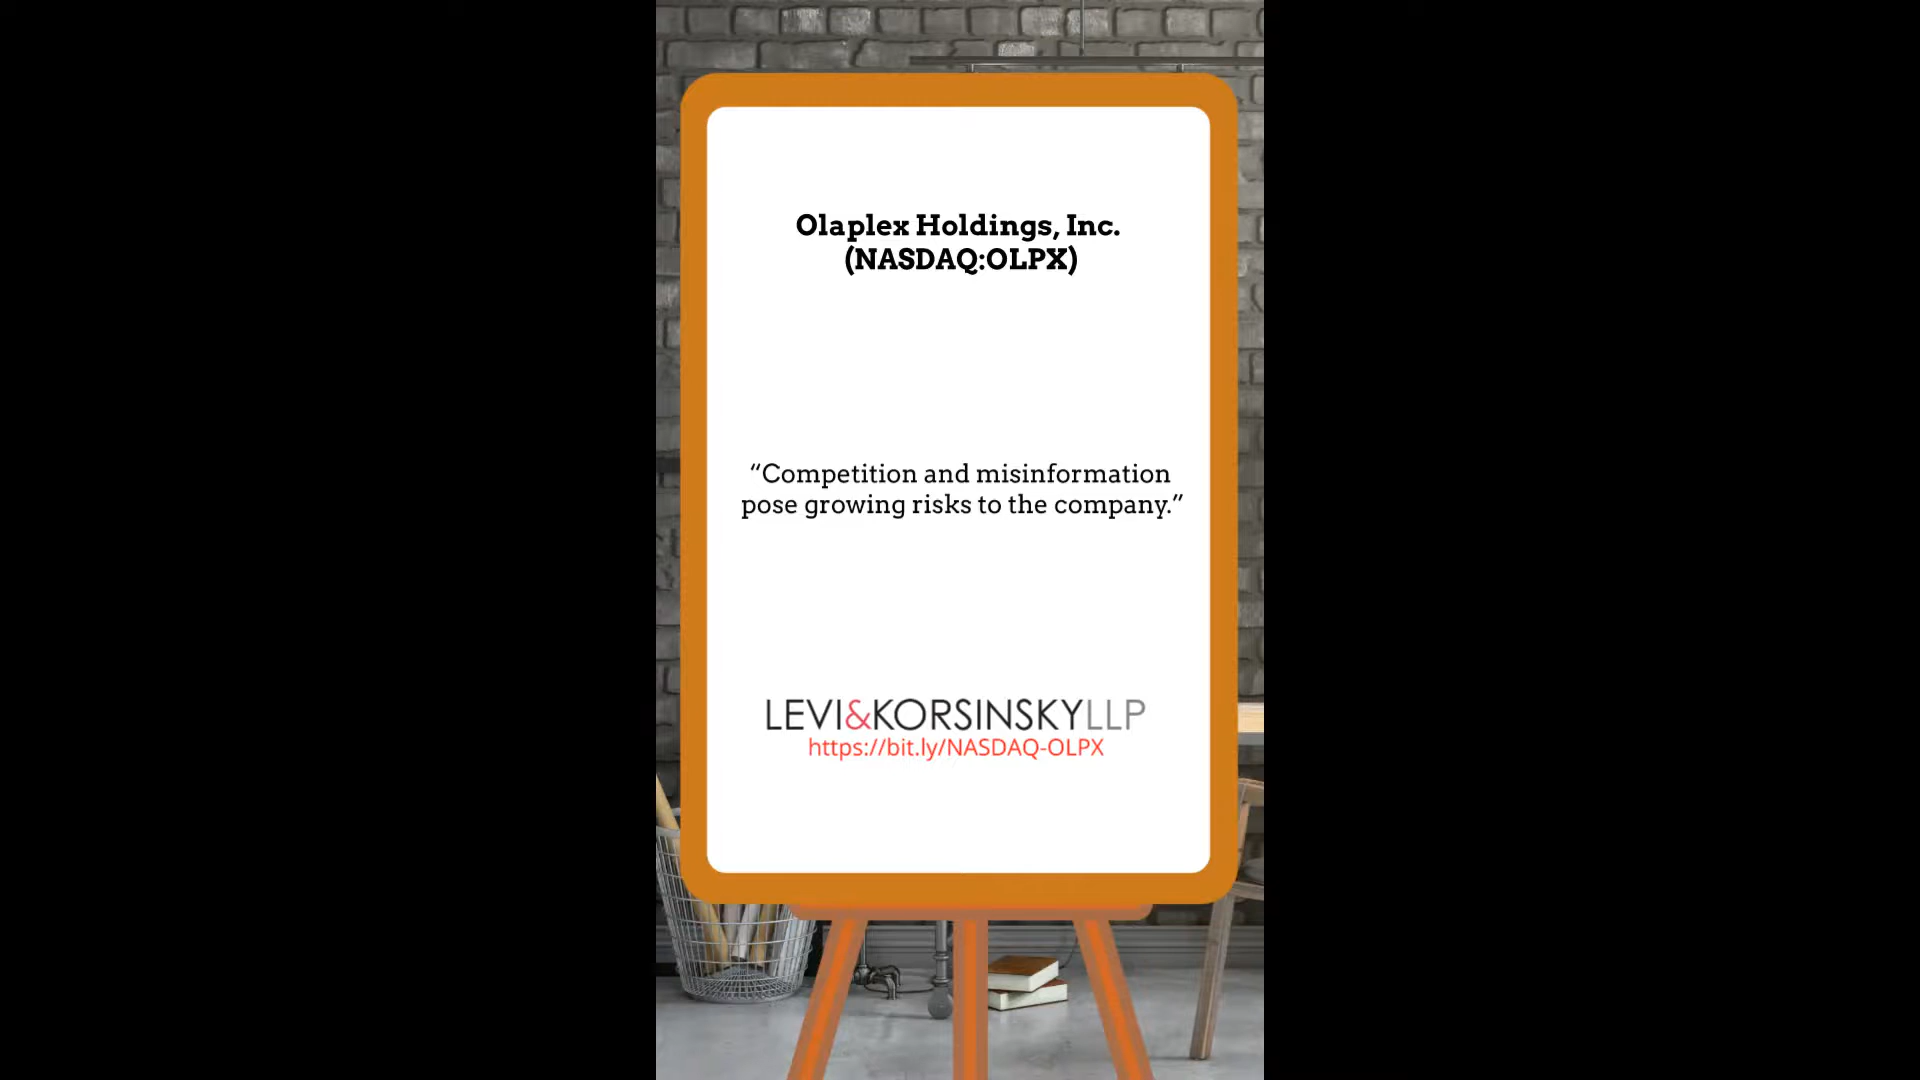 Olaplex Holdings, Inc.
(NASDAQ:OLPX)
“Competition and misinformation
pose growing risks to the company.”
LEVI&KORSINSKYLLP
https://bit.ly/NASDAQ-OLPX